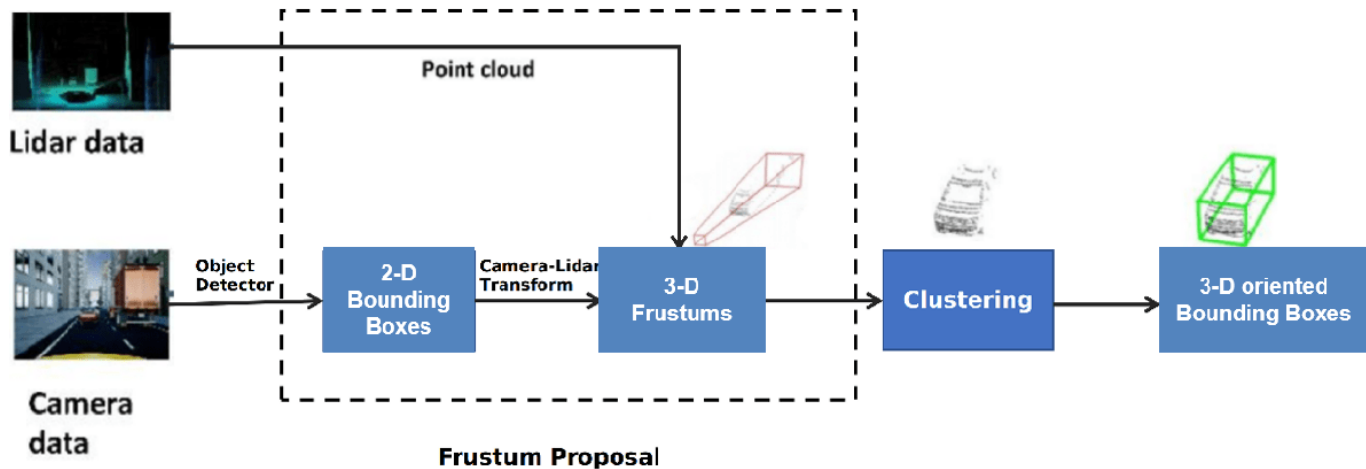 Point cloud
Lidar data
Object
Detector
2-D
Bounding
Boxes
Camera-Lidar
Transform
3-D
Frustums
Clustering
3-D oriented
Bounding Boxes
Camera
data
Frustum Proposal